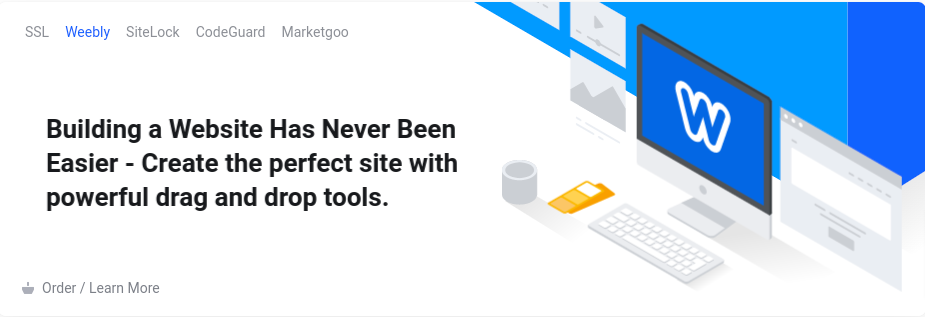 SSL Weebly SiteLock CodeGuard Marketgoo
Building a Website Has Never Been
Easier - Create the perfect site with
powerful drag and drop tools.
W
Order / Learn More